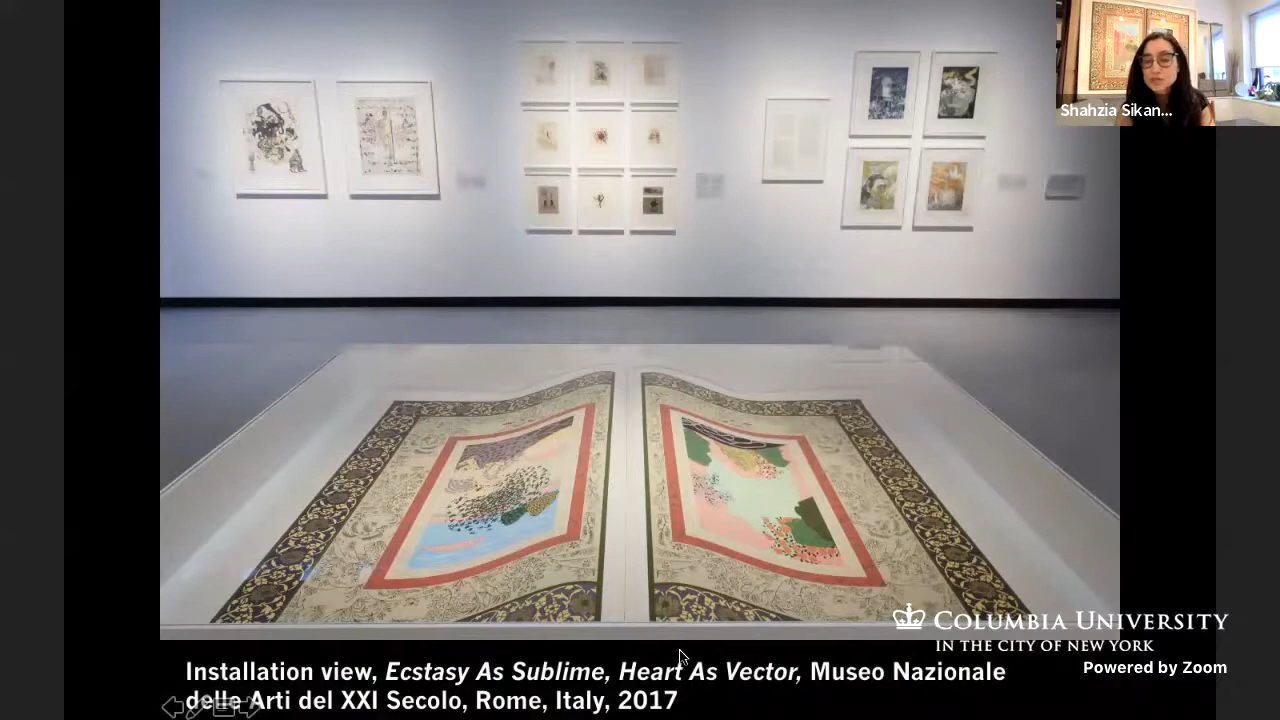 Shahzia Sikan...
COLUMBIA UNIVERSITY
IN THE CITY OF NEW YORK
Powered by Zoom
Installation view, Ecstasy As Sublime, Heart As Vector, Museo Nazionale
delle Arti del XXI Secolo, Rome, Italy, 2017